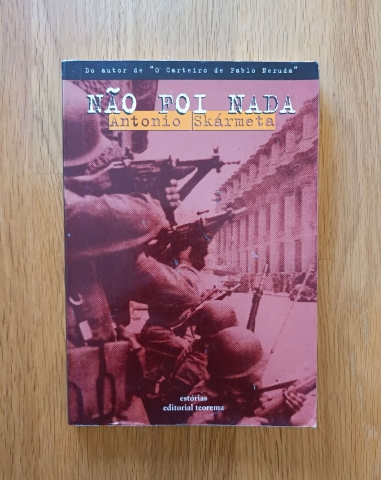 Do autor de "O Carteiro de Pablo Neruda"
NÃO FOI NADA
Antonio Skármeta
estórias
editorial teorema